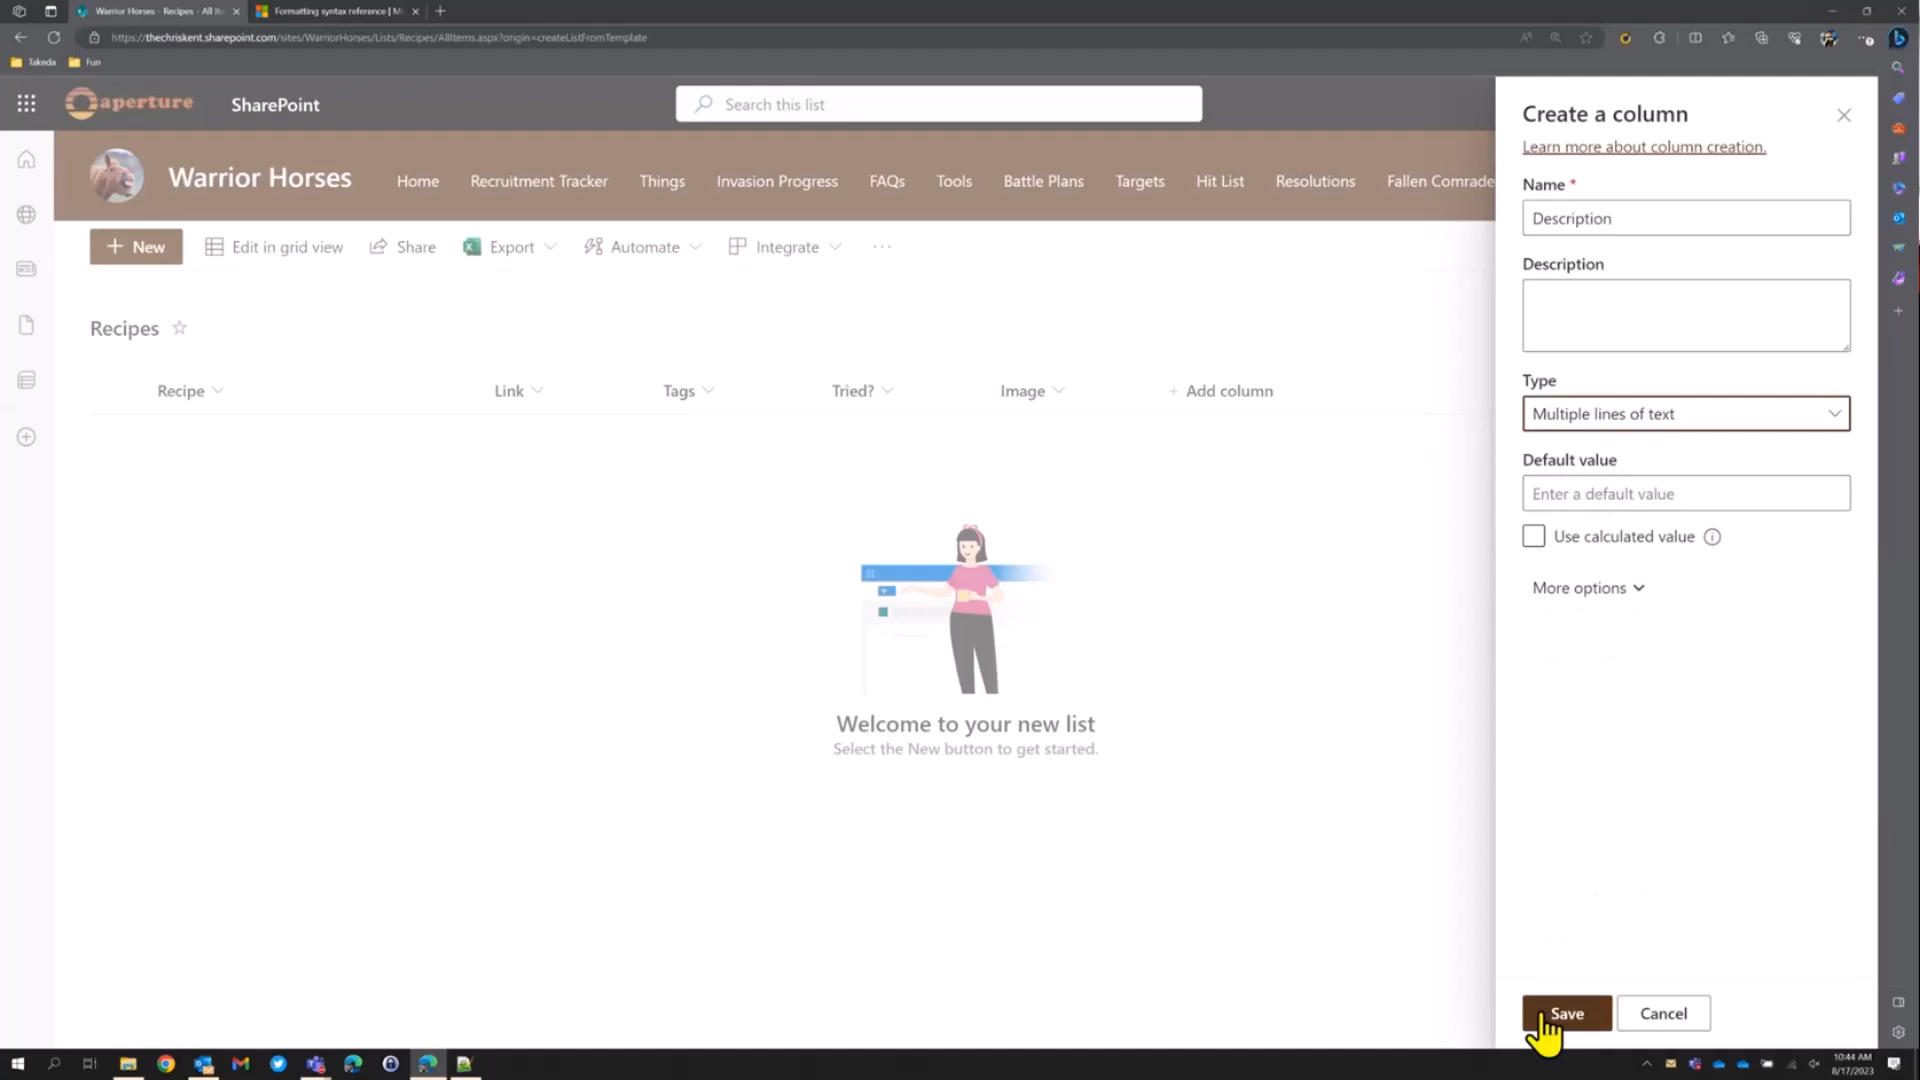 Warrior Horses - Recipes - All It
Formatting syntax reference | M
https://thechriskent.sharepoint.com/sites/WarriorHorses/Lists/Recipes/AllItems.aspx?origin=createListFromTemplate
Takeda
Fun
aperture
SharePoint
Search this list
Warrior Horses
Home
Recruitment Tracker
Things
Invasion Progress
FAQs
Tools
Battle Plans
Targets
Hit List
Resolutions
Fallen Comrade
New
Edit in grid view
Share
Export
Automate
Integrate
Recipes
Recipe
Link
Tags
Tried?
Image
+ Add column
Welcome to your new list
Select the New button to get started.
Create a column
Learn more about column creation.
Name *
Description
Description
Type
Multiple lines of text
Default value
Enter a default value
Use calculated value
More options
Save
Cancel
10:44 AM
8/17/2023